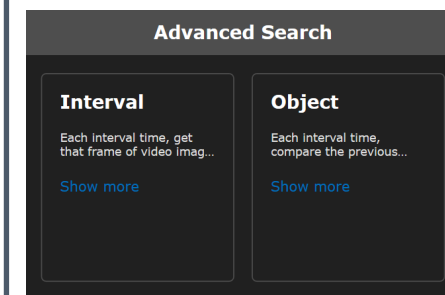 Advanced Search
Interval
Each interval time, get
that frame of video imag...
Show more
Object
Each interval time,
compare the previous...
Show more